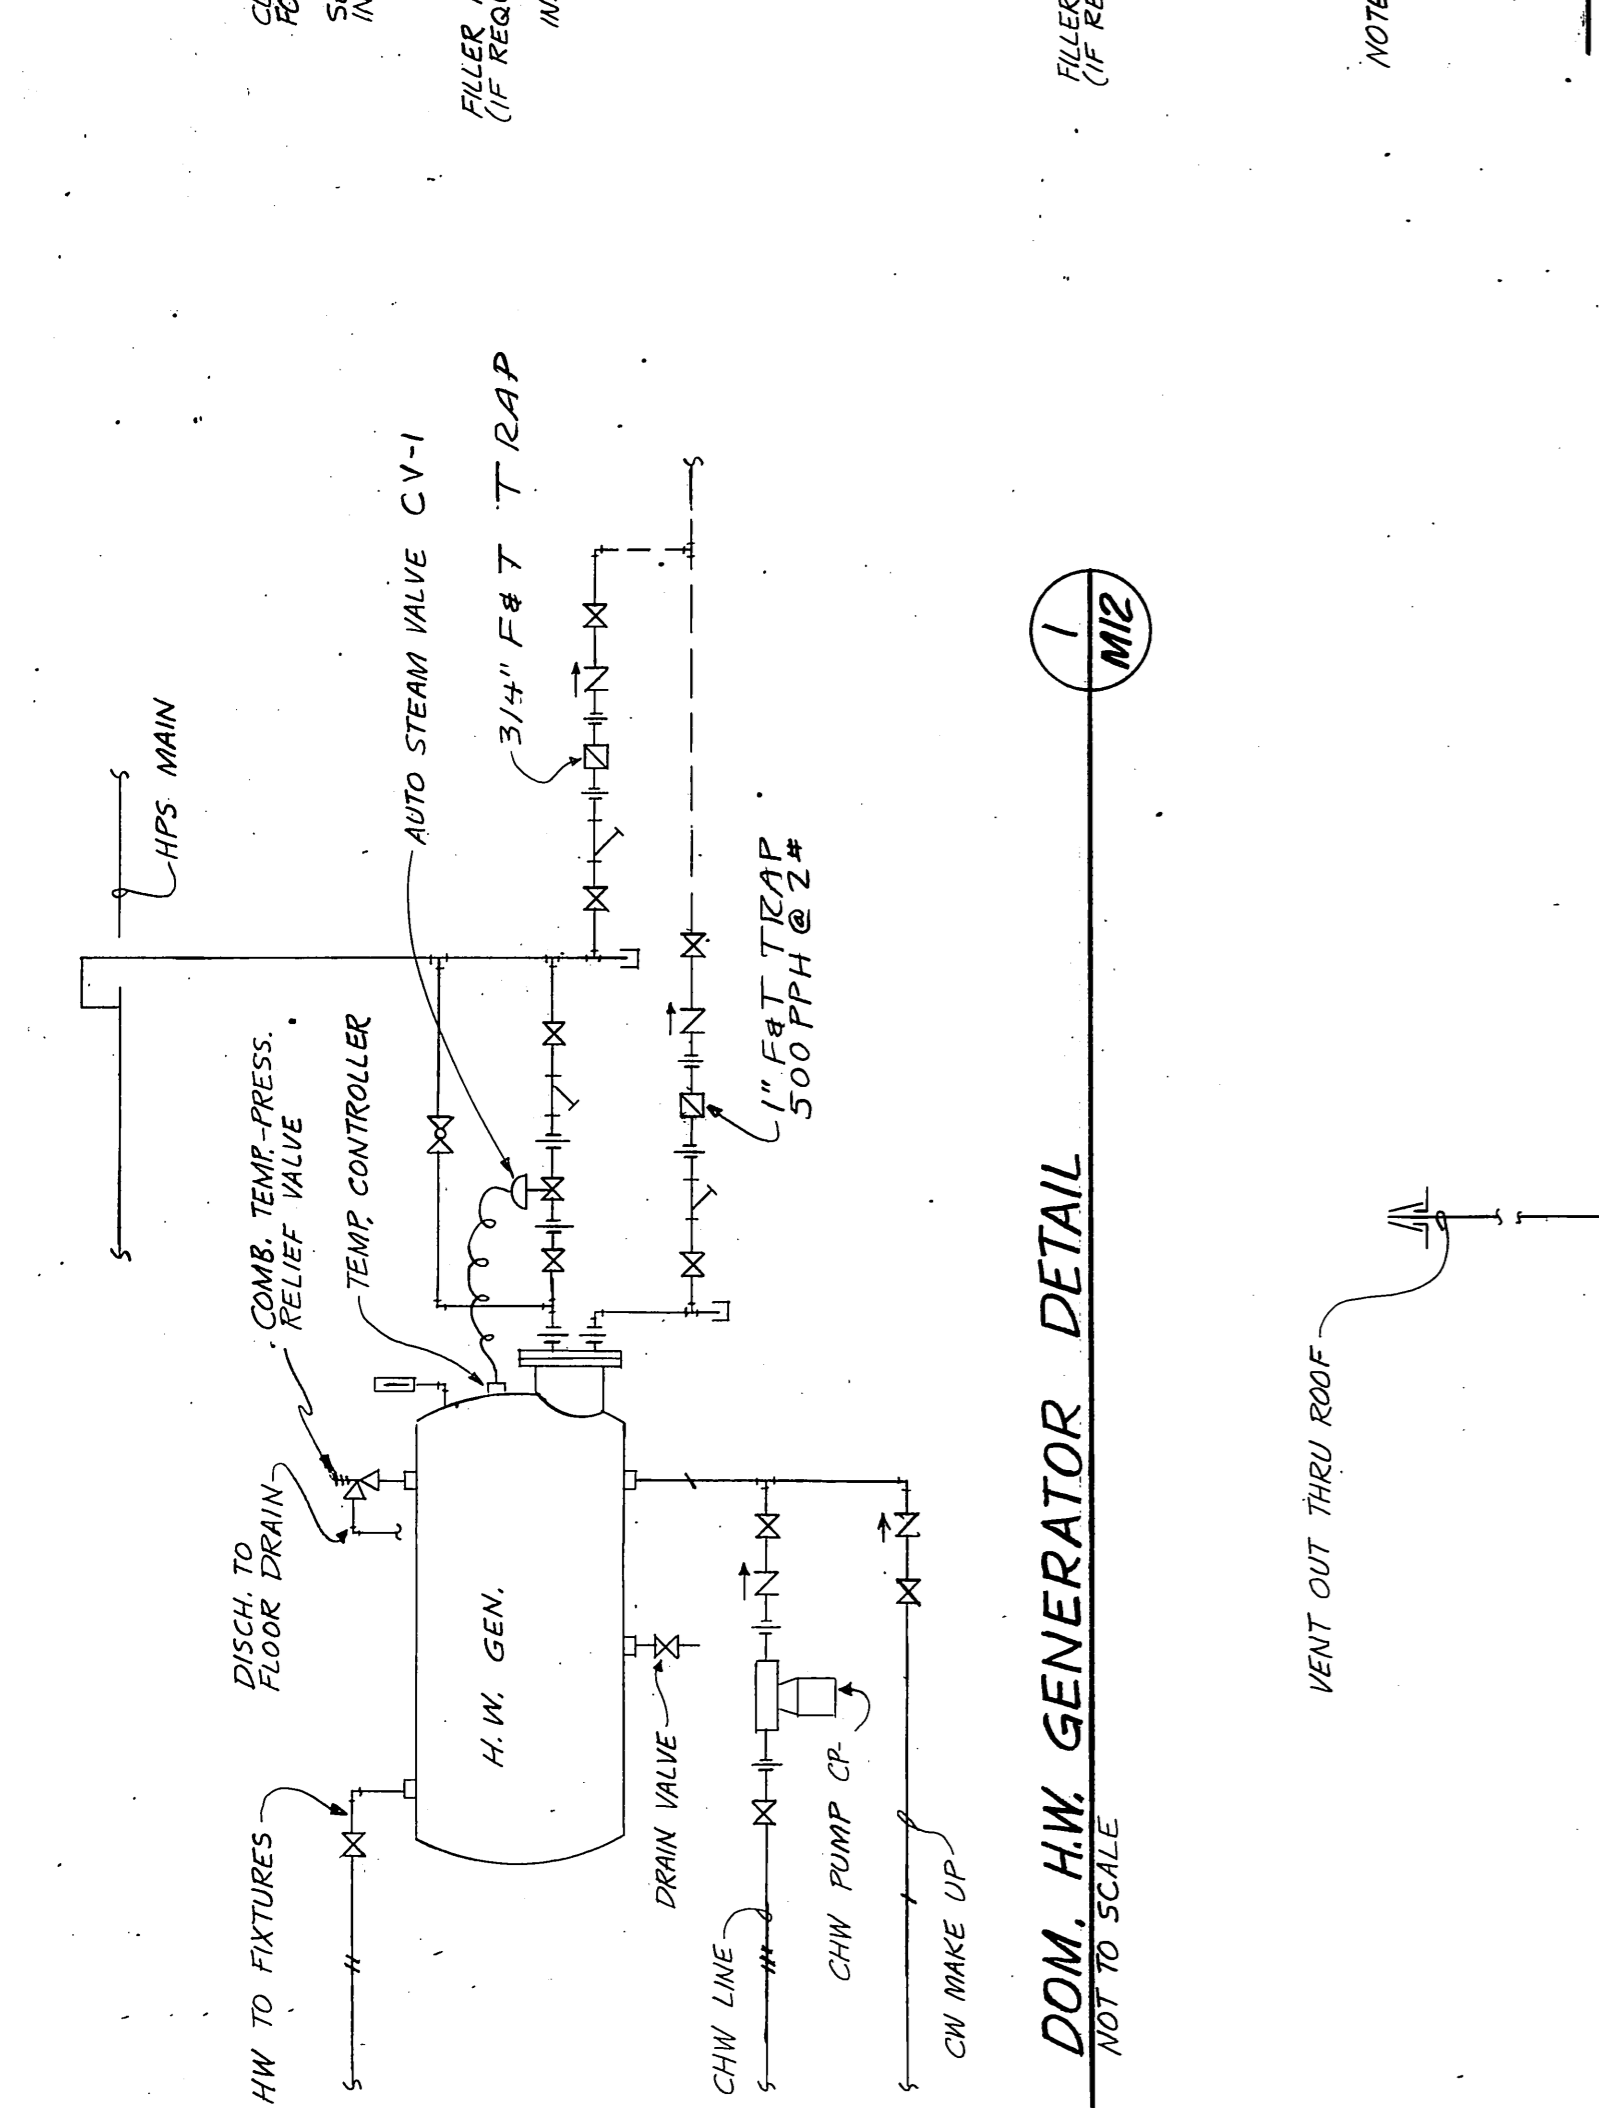 HPS MAIN
COMB. TEMP.-PRESS.
RELIEF VALVE
TEMP. CONTROLLER
AUTO STEAM VALVE CV-1
3/4" F&T TRAP
DISCH. TO
FLOOR DRAIN
HW TO FIXTURES
H.W. GEN.
DRAIN VALVE
1" F&T TRAP
500 PPH @ 2#
CHW LINE
CHW PUMP CP-
CW MAKE UP
DOM. H.W. GENERATOR DETAIL
NOT TO SCALE
1
M12
VENT OUT THRU ROOF
FILLER
(IF REQU
FILLER
(IF RE
NOTE